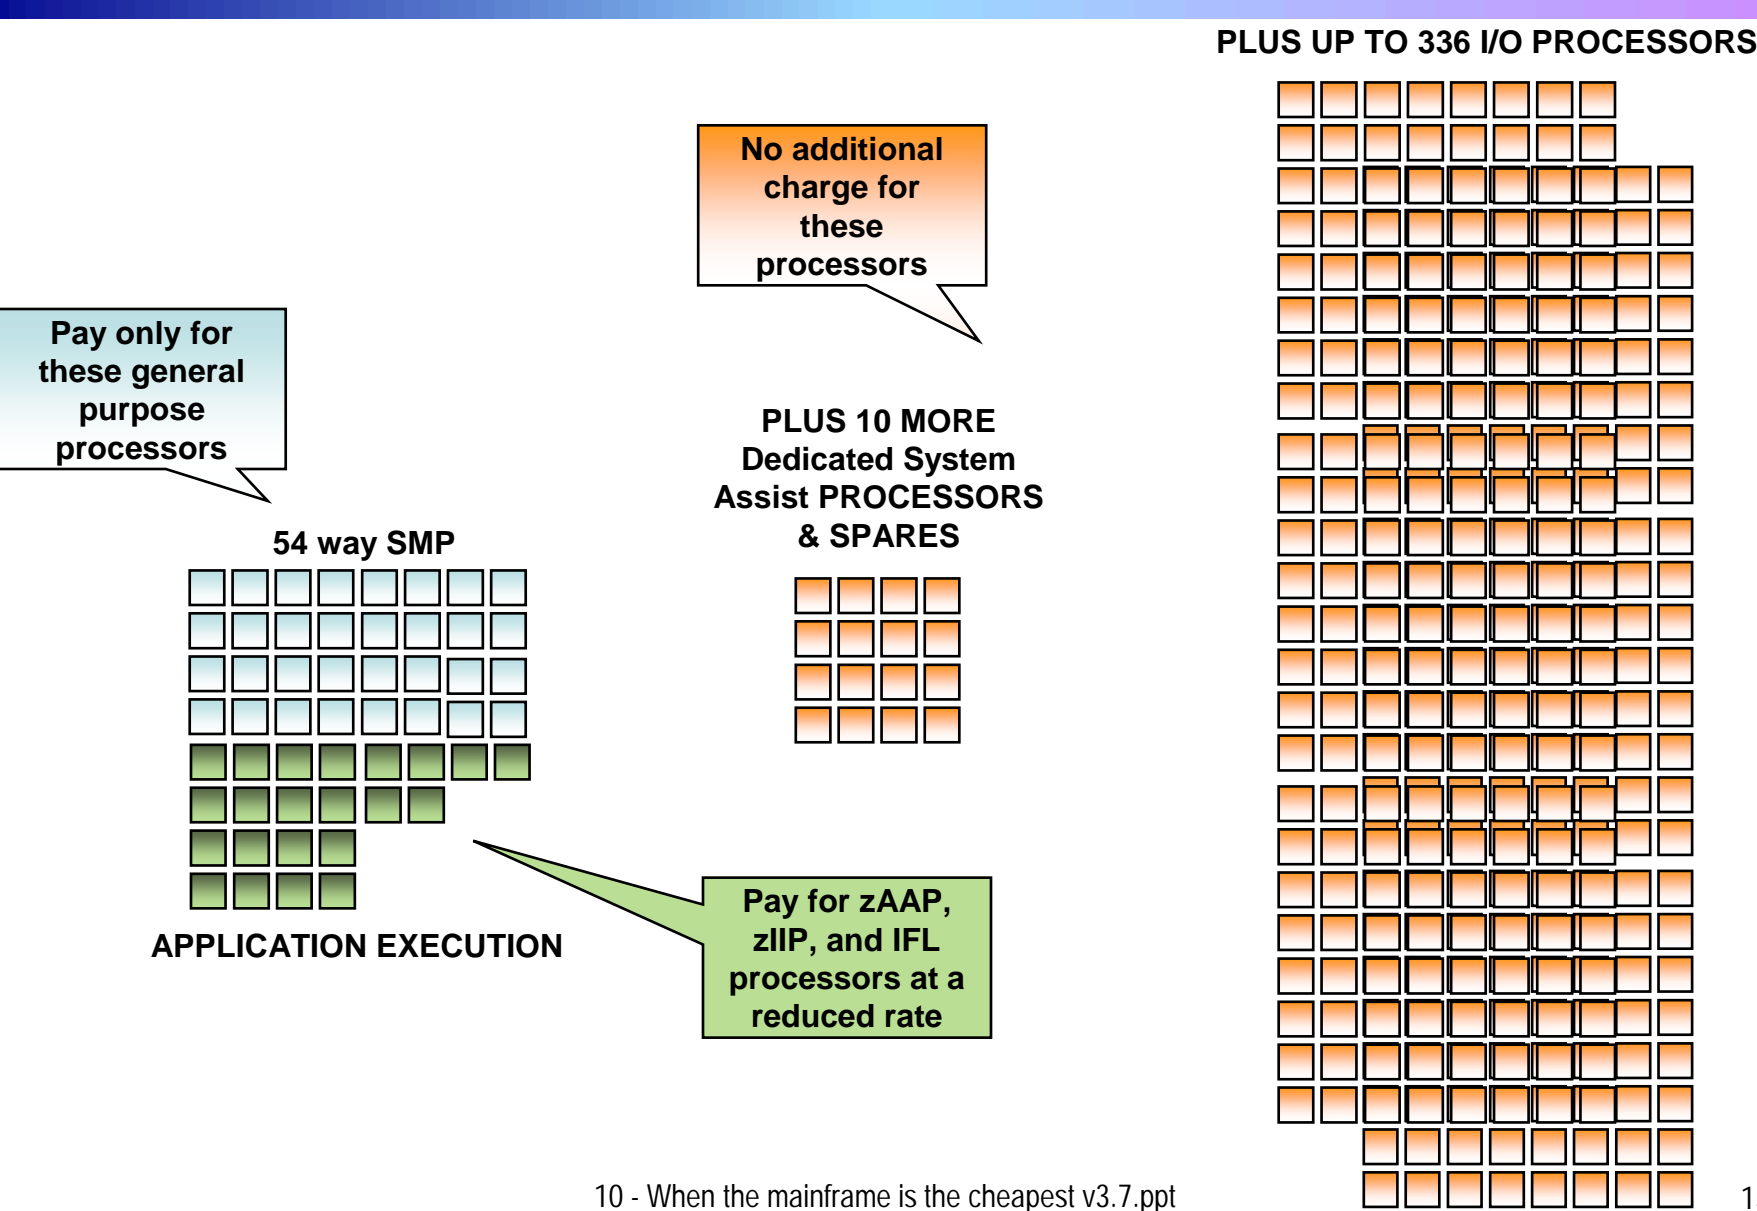 PLUS UP TO 336 I/O PROCESSORS
No additional
charge for
these
processors
Pay only for
these general
purpose
processors
PLUS 10 MORE
Dedicated System
Assist PROCESSORS
& SPARES
54 way SMP
APPLICATION EXECUTION
Pay for zAAP,
zIIP, and IFL
processors at a
reduced rate
10 - When the mainframe is the cheapest v3.7.ppt